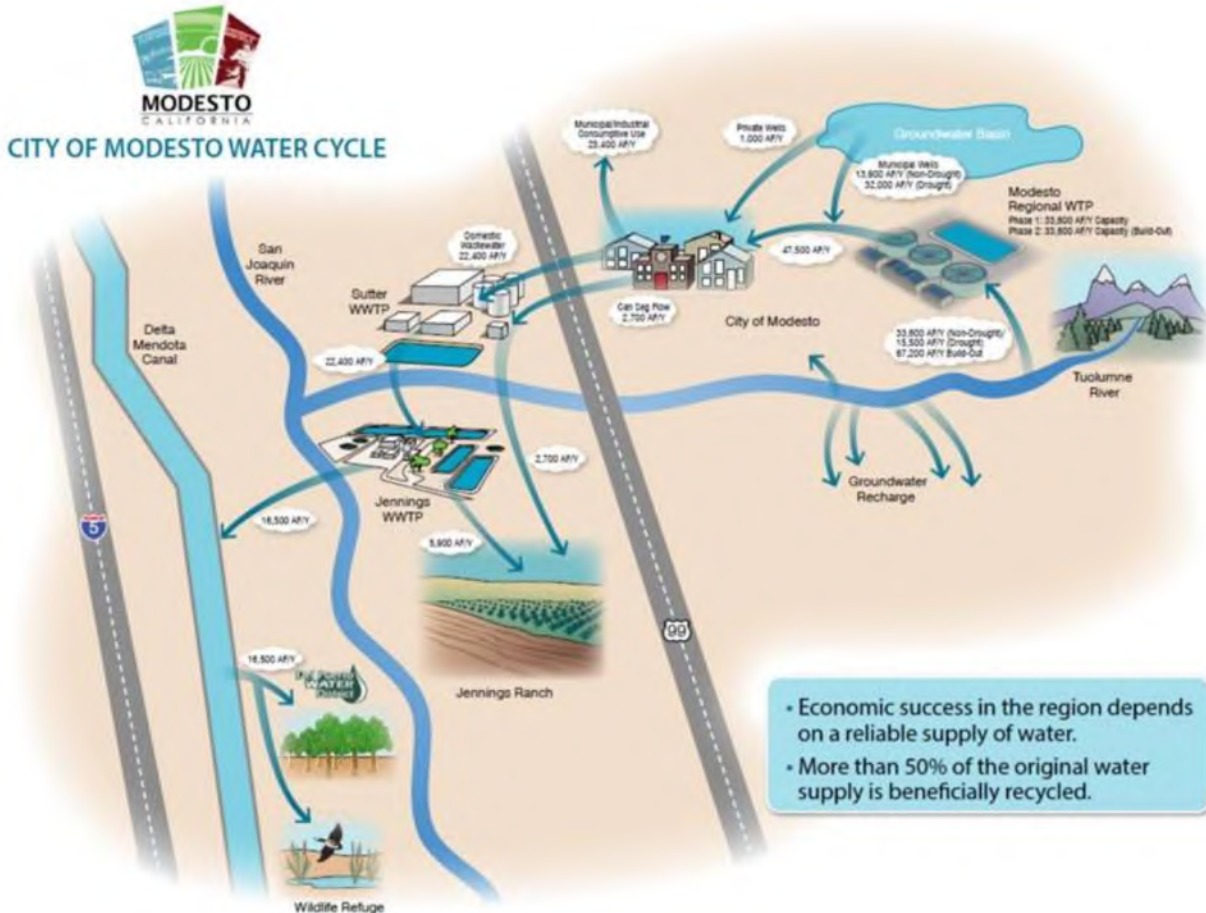 MODESTO
CALIFORNIA
CITY OF MODESTO WATER CYCLE
Municipal/Industrial
Consumptive Use
23,400 AF/Y
Private Wells
1,000 AF/Y
Groundwater Basin
Municipal Wells
13,900 AF/Y (Non-Drought)
32,000 AF/Y (Drought)
Modesto
Regional WTP
Phase 1: 33,600 AF/Y Capacity
Phase 2: 33,600 AF/Y Capacity (Build-Out)
San
Joaquin
River
Domestic
Wastewater
22,400 AF/Y
47,500 AF/Y
Sutter
WWTP
Can Seg Flow
2,700 AF/Y
City of Modesto
Delta
Mendota
Canal
22,400 AF/Y
33,600 AF/Y (Non-Drought)/
15,500 AF/Y (Drought)
67,200 AF/Y Build-Out
Tuolumne
River
2,700 AF/Y
Groundwater
Recharge
Jennings
WWTP
16,500 AF/Y
5,900 AF/Y
5
99
16,500 AF/Y
WATER
Jennings Ranch
• Economic success in the region depends
on a reliable supply of water.
• More than 50% of the original water
supply is beneficially recycled.
Wildlife Refuge